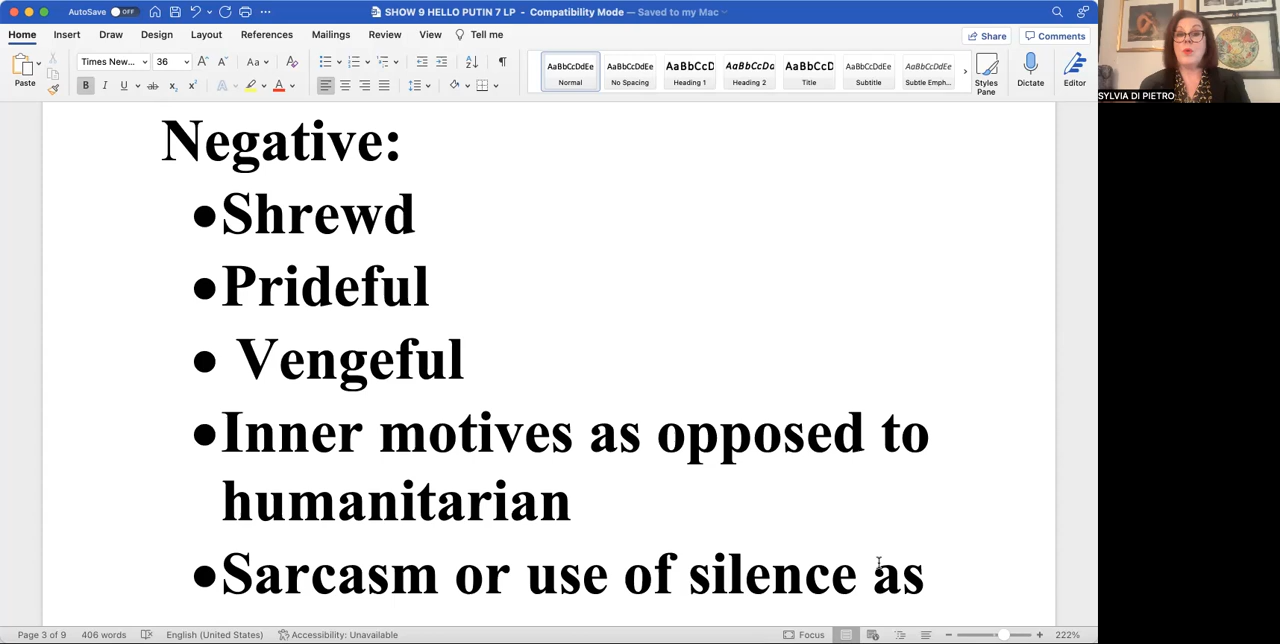 AutoSave OFF
SHOW 9 HELLO PUTIN 7 LP - Compatibility Mode — Saved to my Mac
Home Insert Draw Design Layout References Mailings Review View Tell me
Share Comments
Paste
Times New... 36
AaBbCcDdEe AaBbCcDdEe AaBbCcD AaBbCcDc AaBbCcD AaBbCcDdEe AaBbCcDdEe
Normal No Spacing Heading 1 Heading 2 Title Subtitle Subtle Emph...
Styles Pane
Dictate
Editor
SYLVIA DI PIETRO
Negative:
•Shrewd
•Prideful
• Vengeful
•Inner motives as opposed to
humanitarian
•Sarcasm or use of silence as
Page 3 of 9 406 words English (United States) Accessibility: Unavailable Focus 222%